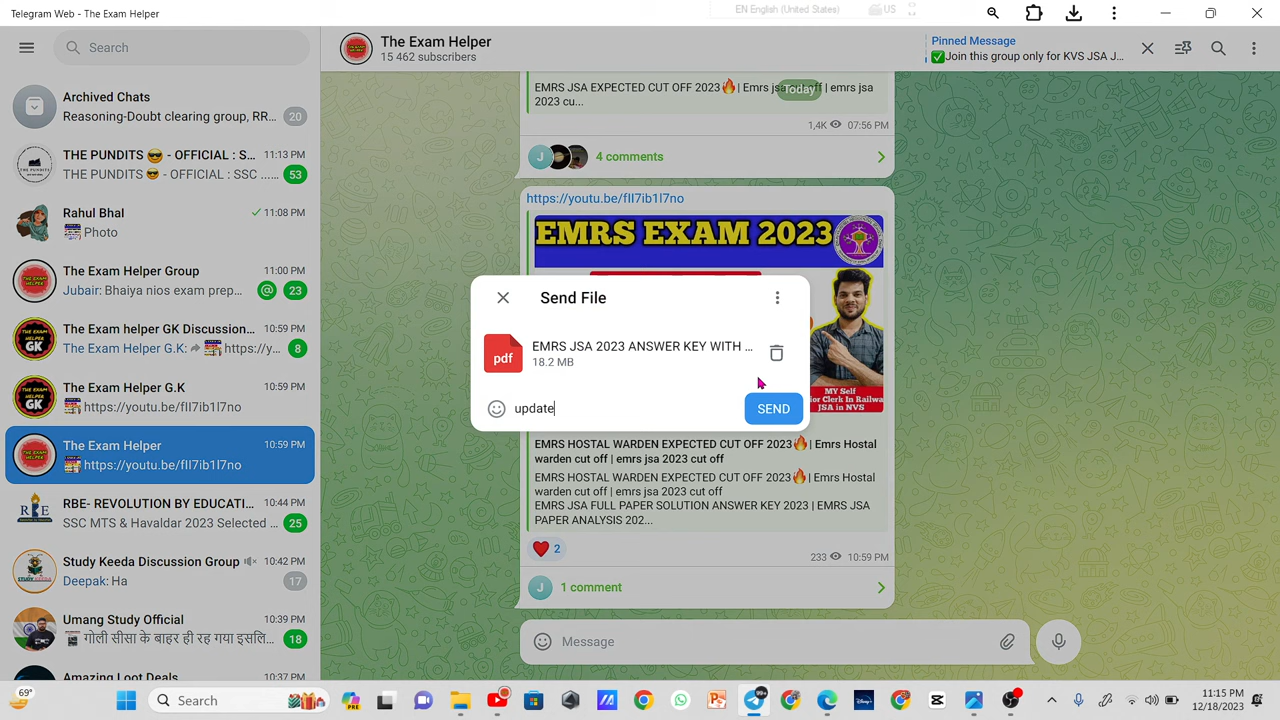 Telegram Web - The Exam Helper
EN English (United States)
US
Search
The Exam Helper
15 462 subscribers
Pinned Message
✅Join this group only for KVS JSA J...
Archived Chats
Reasoning-Doubt clearing group, RR...
20
THE PUNDITS 😎 - OFFICIAL : S...
11:13 PM
THE PUNDITS 😎 - OFFICIAL : SSC ......
53
Rahul Bhal
11:08 PM
Photo
The Exam Helper Group
11:00 PM
Jubair: Bhaiya nios exam prep...
@
23
The Exam helper GK Discussion...
10:59 PM
The Exam Helper G.K: https://y...
8
The Exam Helper G.K
10:59 PM
https://youtu.be/fII7ib1I7no
The Exam Helper
10:59 PM
https://youtu.be/fII7ib1I7no
RBE- REVOLUTION BY EDUCATI...
10:44 PM
SSC MTS & Havaldar 2023 Selected ...
25
Study Keeda Discussion Group
10:42 PM
Deepak: Ha
17
Umang Study Official
10:39 PM
गोली सीसा के बाहर ही रह गया इसलि...
18
Amazing Loot Deals
10:37 PM
EMRS JSA EXPECTED CUT OFF 2023🔥| Emrs jsa cut off | emrs jsa
2023 cu...
Today
1,4K
07:56 PM
J
4 comments
https://youtu.be/fII7ib1I7no
EMRS EXAM 2023
MY Self
JSA in NVS
Send File
pdf
EMRS JSA 2023 ANSWER KEY WITH ...
18.2 MB
update
SEND
EMRS HOSTAL WARDEN EXPECTED CUT OFF 2023🔥| Emrs Hostal
warden cut off | emrs jsa 2023 cut off
EMRS HOSTAL WARDEN EXPECTED CUT OFF 2023🔥| Emrs Hostal
warden cut off | emrs jsa 2023 cut off
EMRS JSA FULL PAPER SOLUTION ANSWER KEY 2023 | EMRS JSA
PAPER ANALYSIS 202...
❤️ 2
233
10:59 PM
J
1 comment
Message
69°
Search
PRE
99+
11:15 PM
12/18/2023